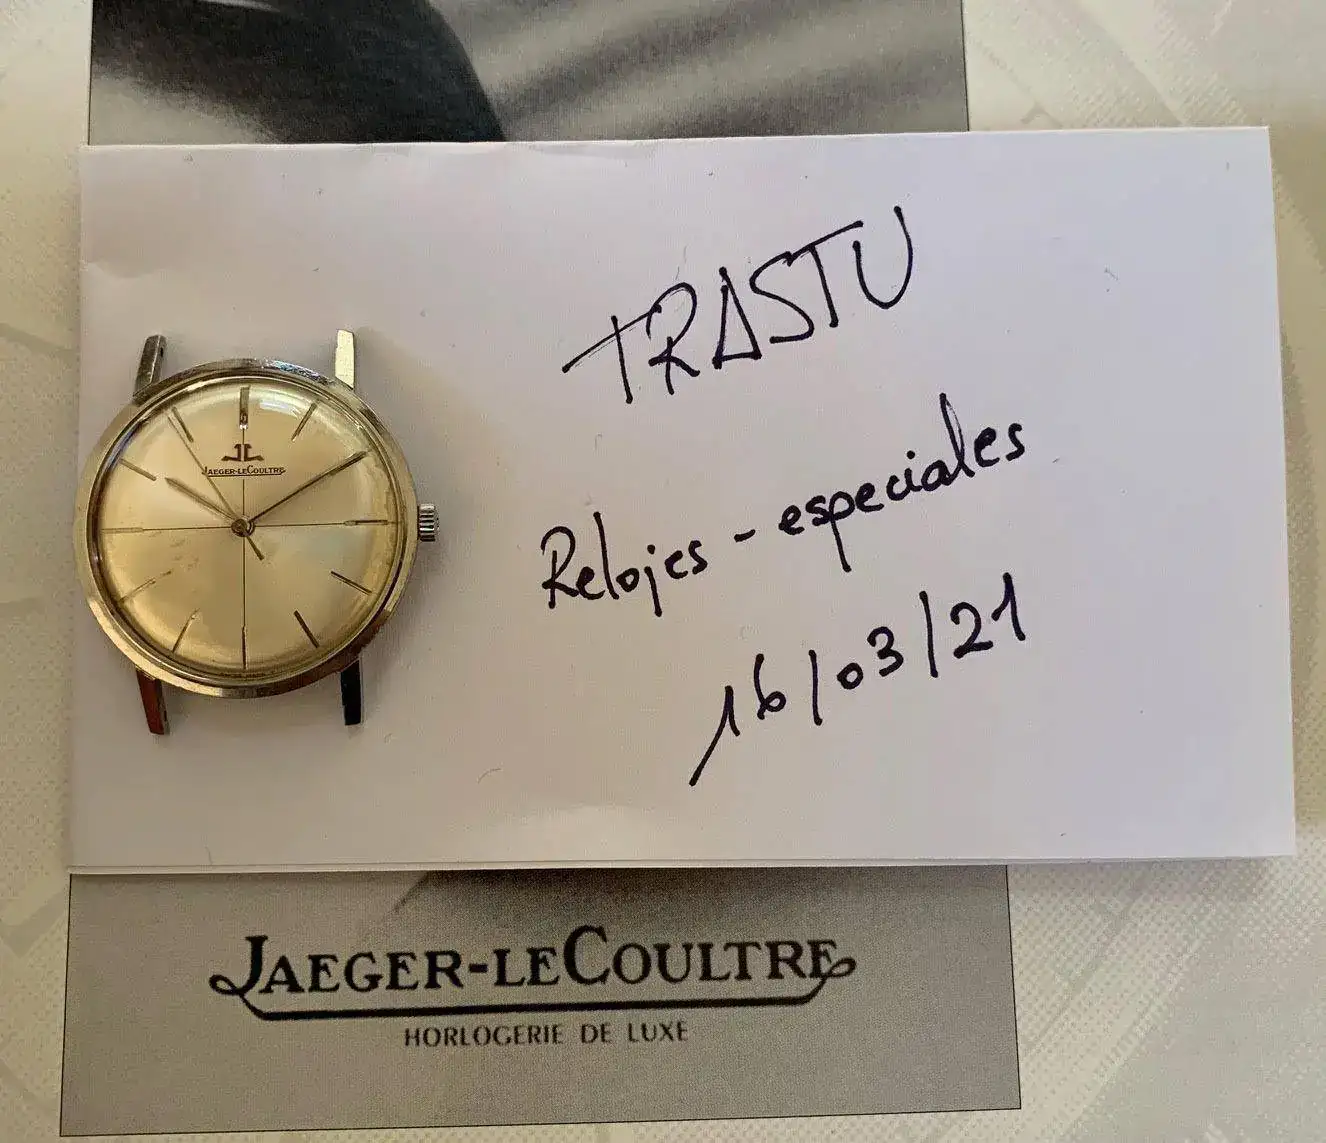 JAEGER-LECOULTRE
TRASTU
Relojes - especiales
16/03/21
JAEGER-LECOULTRE
HORLOGERIE DE LUXE